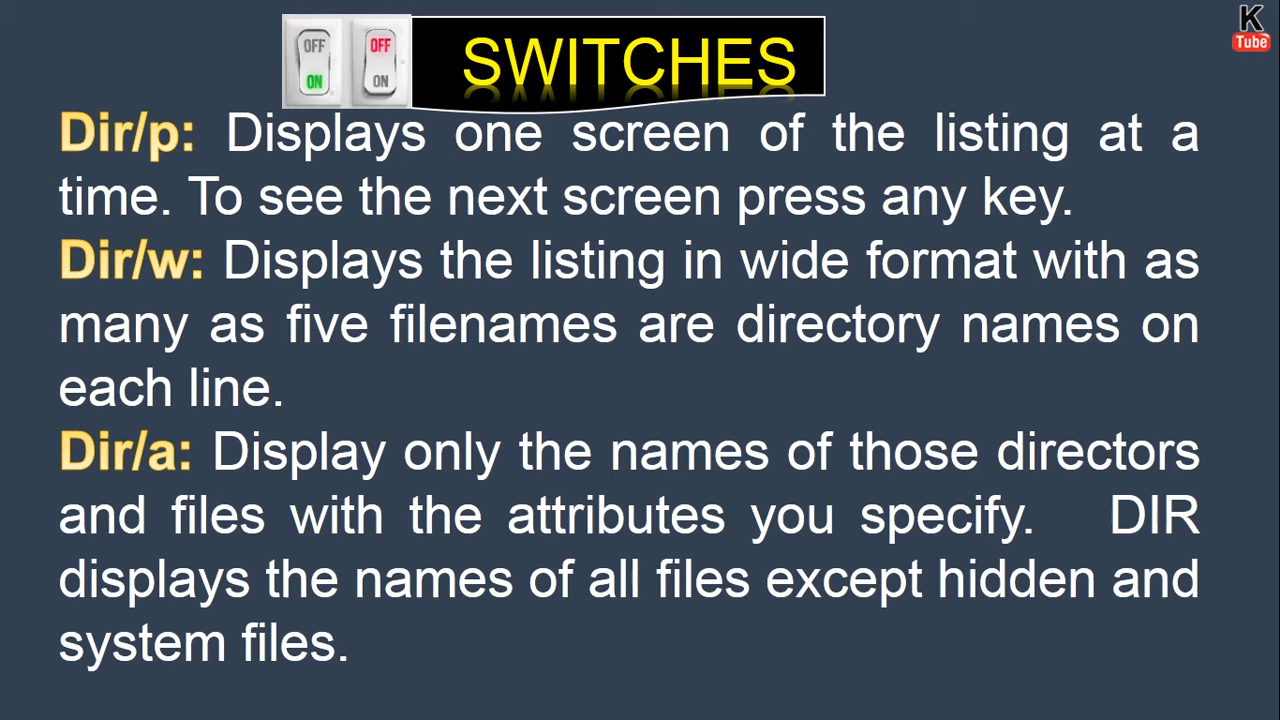 OFF
OFF
ON
ON
SWITCHES
K
Tube
Dir/p: Displays one screen of the listing at a
time. To see the next screen press any key.
Dir/w: Displays the listing in wide format with as
many as five filenames are directory names on
each line.
Dir/a: Display only the names of those directors
and files with the attributes you specify. DIR
displays the names of all files except hidden and
system files.